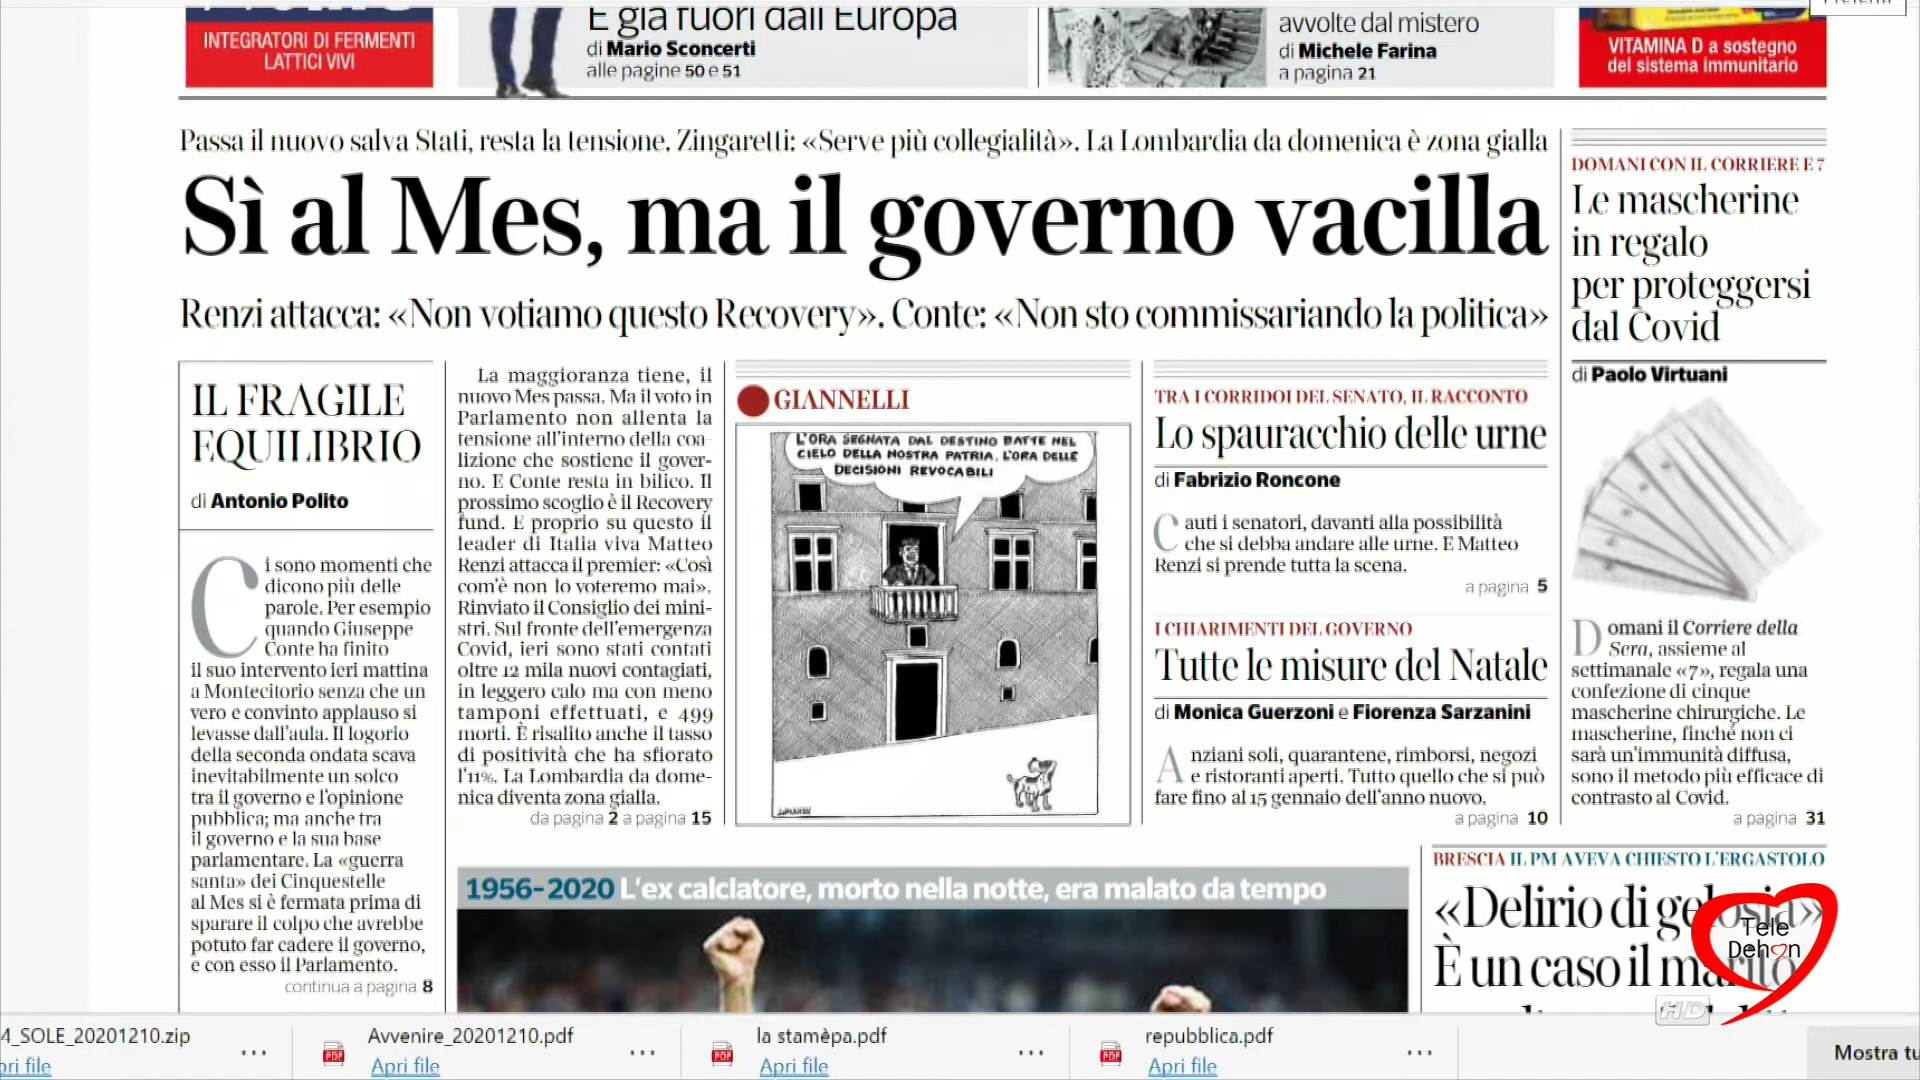 INTEGRATORI DI FERMENTI
LATTICI VIVI
È già fuori dall'Europa
di Mario Sconcerti
alle pagine 50 e 51
avvolte dal mistero
di Michele Farina
a pagina 21
VITAMINA D a sostegno
del sistema immunitario
Passa il nuovo salva Stati, resta la tensione. Zingaretti: «Serve più collegialità». La Lombardia da domenica è zona gialla
Sì al Mes, ma il governo vacilla
Renzi attacca: «Non votiamo questo Recovery». Conte: «Non sto commissariando la politica»
DOMANI CON IL CORRIERE E 7
Le mascherine
in regalo
per proteggersi
dal Covid
di Paolo Virtuani
Domani il Corriere della
Sera, assieme al
settimanale «7», regala una
confezione di cinque
mascherine chirurgiche. Le
mascherine, finché non ci
sarà un'immunità diffusa,
sono il metodo più efficace di
contrasto al Covid.
a pagina 31
IL FRAGILE
EQUILIBRIO
di Antonio Polito
Ci sono momenti che
dicono più delle
parole. Per esempio
quando Giuseppe
Conte ha finito
il suo intervento ieri mattina
a Montecitorio senza che un
vero e convinto applauso si
levasse dall'aula. Il logorio
della seconda ondata scava
inevitabilmente un solco
tra il governo e l'opinione
pubblica; ma anche tra
il governo e la sua base
parlamentare. La «guerra
santa» dei Cinquestelle
al Mes si è fermata prima di
sparare il colpo che avrebbe
potuto far cadere il governo,
e con esso il Parlamento.
continua a pagina 8
La maggioranza tiene, il
nuovo Mes passa. Ma il voto in
Parlamento non allenta la
tensione all'interno della coa-
lizione che sostiene il gover-
no. E Conte resta in bilico. Il
prossimo scoglio è il Recovery
fund. E proprio su questo il
leader di Italia viva Matteo
Renzi attacca il premier: «Così
com'è non lo voteremo mai».
Rinviato il Consiglio dei mini-
stri. Sul fronte dell'emergenza
Covid, ieri sono stati contati
oltre 12 mila nuovi contagiati,
in leggero calo ma con meno
tamponi effettuati, e 499
morti. È risalito anche il tasso
di positività che ha sfiorato
l'11%. La Lombardia da dome-
nica diventa zona gialla.
da pagina 2 a pagina 15
GIANNELLI
L'ORA SEGNATA DAL DESTINO BATTE NEL
CIELO DELLA NOSTRA PATRIA. L'ORA DELLE
DECISIONI REVOCABILI
GIANNELLI
TRA I CORRIDOI DEL SENATO, IL RACCONTO
Lo spauracchio delle urne
di Fabrizio Roncone
Cauti i senatori, davanti alla possibilità
che si debba andare alle urne. E Matteo
Renzi si prende tutta la scena.
a pagina 5
I CHIARIMENTI DEL GOVERNO
Tutte le misure del Natale
di Monica Guerzoni e Fiorenza Sarzanini
Anziani soli, quarantene, rimborsi, negozi
e ristoranti aperti. Tutto quello che si può
fare fino al 15 gennaio dell'anno nuovo.
a pagina 10
1956-2020 L'ex calciatore, morto nella notte, era malato da tempo
BRESCIA IL PM AVEVA CHIESTO L'ERGASTOLO
«Delirio di gelosia»
È un caso il marito
Tele
Dehon
HD
4_SOLE_20201210.zip
pri file
Avvenire_20201210.pdf
Apri file
la stamèpa.pdf
Apri file
repubblica.pdf
Apri file
Mostra tu